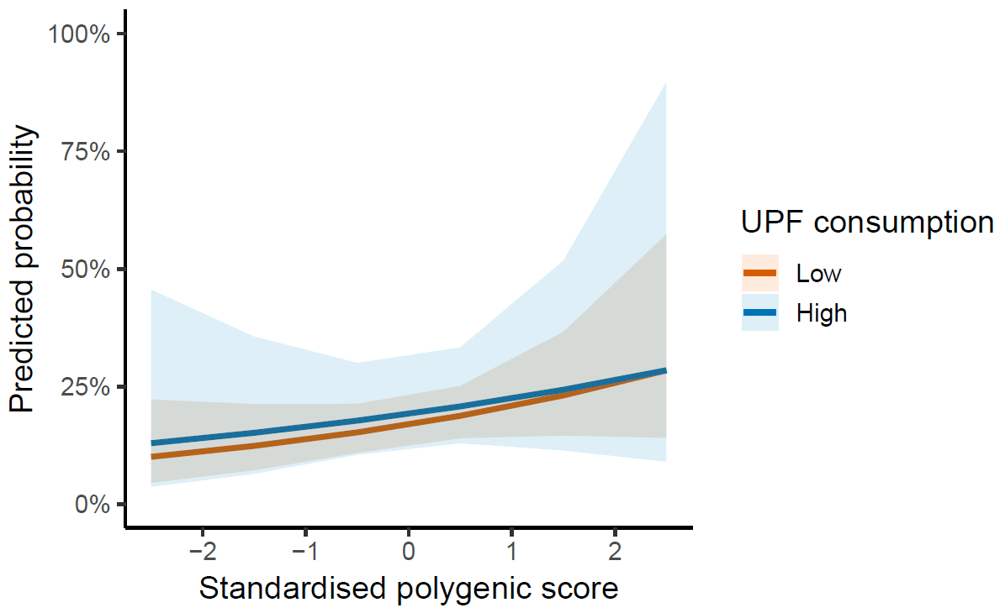 100%
75%
50%
25%
0%
Predicted probability
−2
−1
0
1
2
Standardised polygenic score
UPF consumption
Low
High